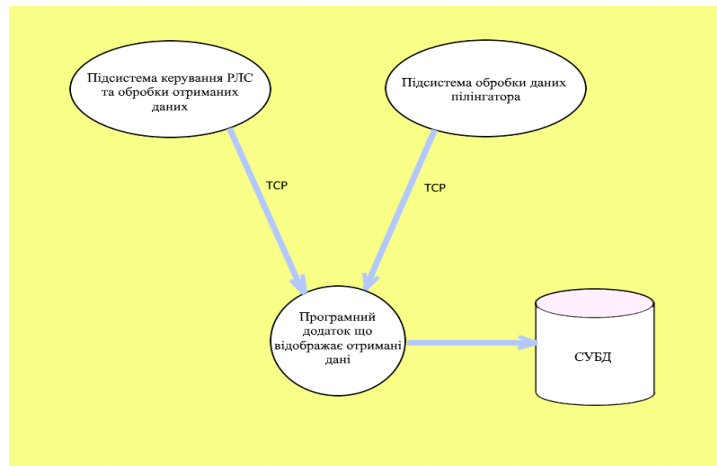 Підсистема керування РЛС
та обробки отриманих
даних
Підсистема обробки даних
пілінгатора
TCP
TCP
Програмний
додаток що
відображає отримані
дані
СУБД